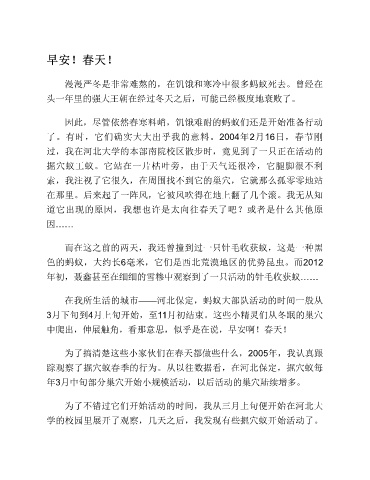 早安！春天！
漫漫严冬是非常难熬的，在饥饿和寒冷中很多蚂蚁死去。曾经在
头一年里的强大王朝在经过冬天之后，可能已经极度地衰败了。
因此，尽管依然春寒料峭，饥饿难耐的蚂蚁们还是开始准备行动
了。有时，它们确实大大出乎我的意料。2004年2月16日，春节刚
过，我在河北大学的本部南院校区散步时，竟见到了一只正在活动的
掘穴蚁工蚁。它站在一片枯叶旁，由于天气还很冷，它腿脚很不利
索，我注视了它很久，在周围找不到它的巢穴，它就那么孤零零地站
在那里。后来起了一阵风，它被风吹得在地上翻了几个滚。我无从知
道它出现的原因，我想也许是太向往春天了吧？或者是什么其他原
因……
而在这之前的两天，我还曾撞到过一只针毛收获蚁，这是一种黑
色的蚂蚁，大约长6毫米，它们是西北荒漠地区的优势昆虫。而2012
年初，聂鑫甚至在细细的雪糁中观察到了一只活动的针毛收获蚁……
在我所生活的城市——河北保定，蚂蚁大部队活动的时间一般从
3月下旬到4月上旬开始，至11月初结束。这些小精灵们从冬眠的巢穴
中爬出，伸展触角，看那意思，似乎是在说，早安啊！春天！
为了搞清楚这些小家伙们在春天都做些什么，2005年，我认真跟
踪观察了掘穴蚁春季的行为。从以往数据看，在河北保定，掘穴蚁每
年3月中旬部分巢穴开始小规模活动，以后活动的巢穴陆续增多。
为了不错过它们开始活动的时间，我从三月上旬便开始在河北大
学的校园里展开了观察，几天之后，我发现有些掘穴蚁开始活动了。